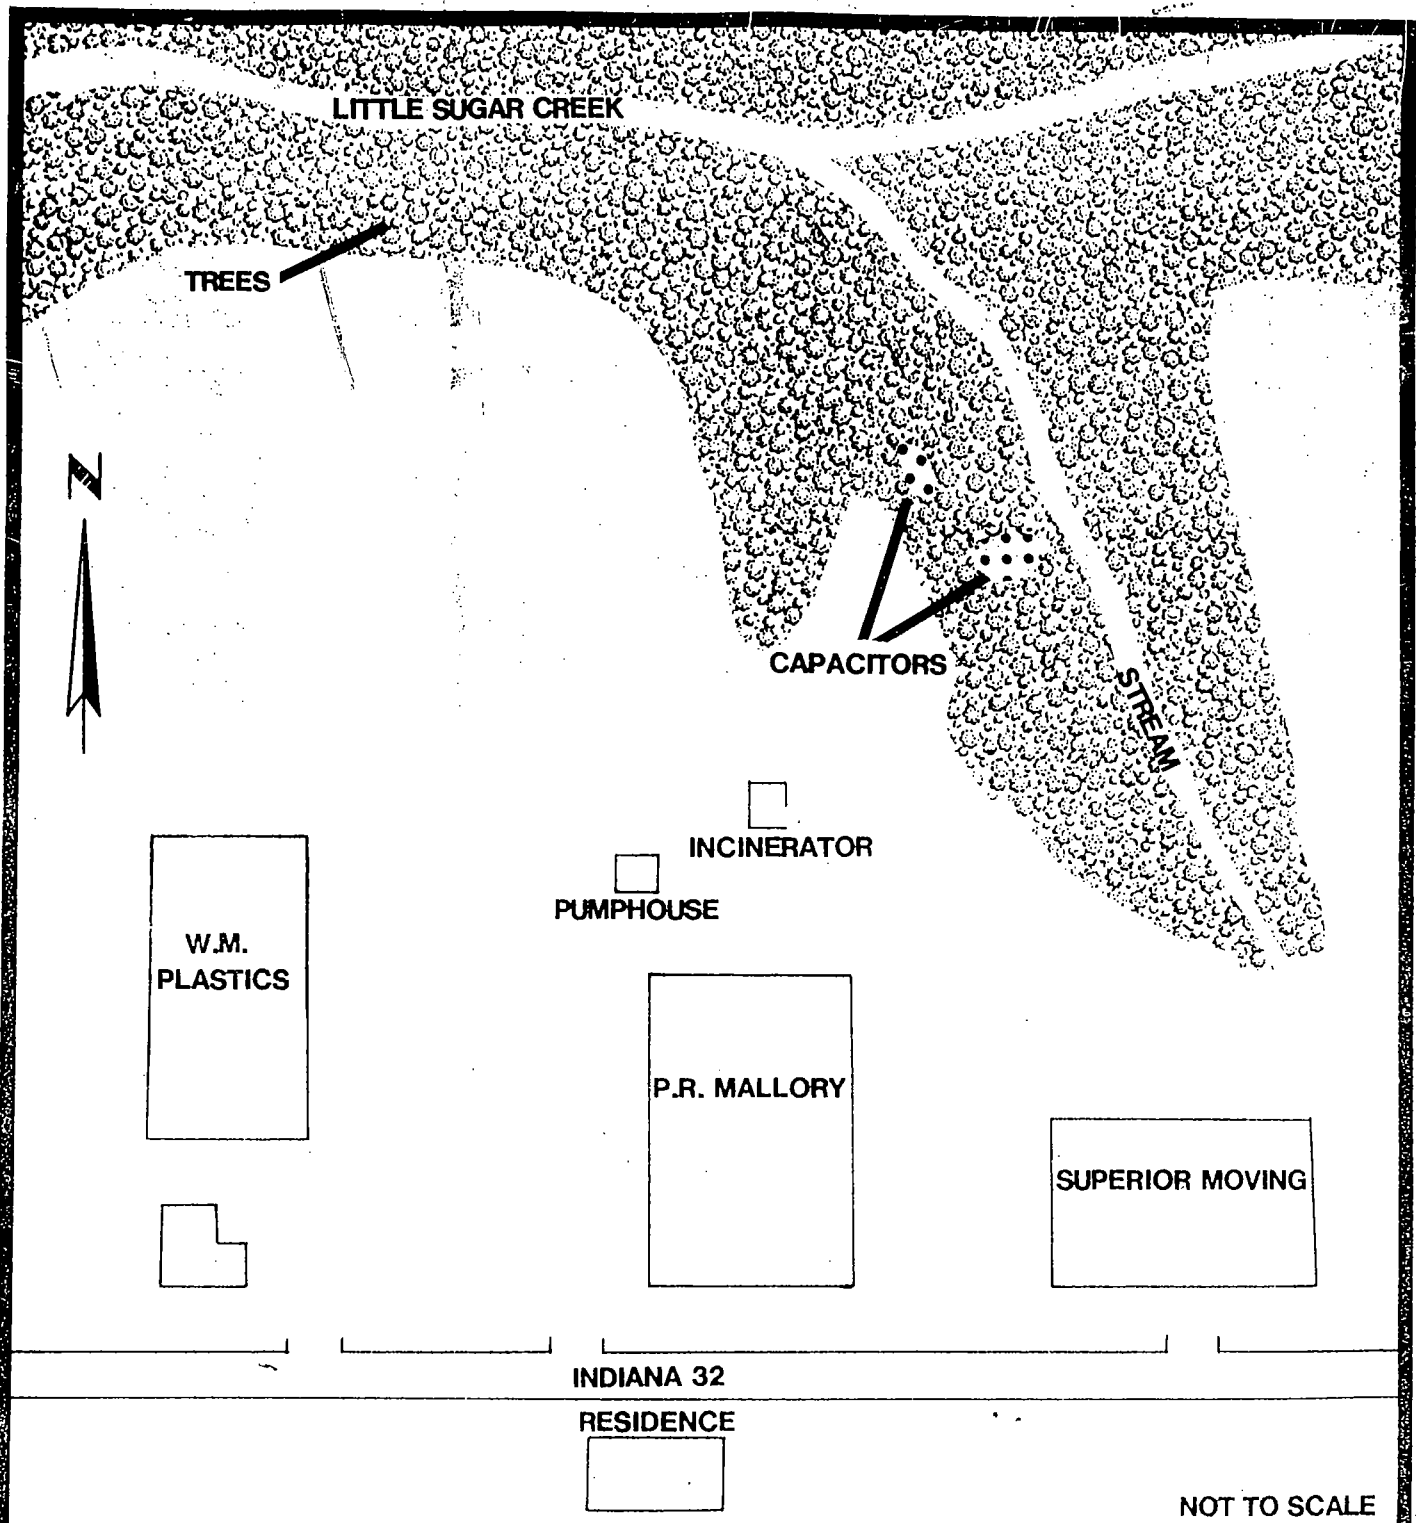 LITTLE SUGAR CREEK
TREES
N
CAPACITORS
STREAM
INCINERATOR
PUMPHOUSE
W.M.
PLASTICS
P.R. MALLORY
SUPERIOR MOVING
INDIANA 32
RESIDENCE
NOT TO SCALE